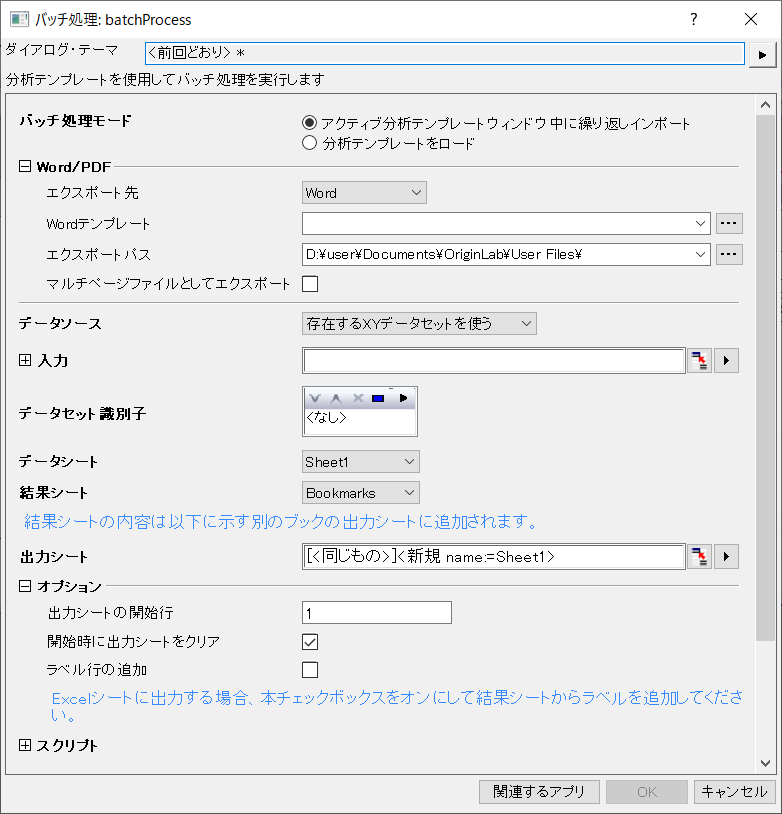 バッチ処理: batchProcess
ダイアログ・テーマ <前回どおり> *
分析テンプレートを使用してバッチ処理を実行します
バッチ処理モード アクティブ分析テンプレートウィンドウ中に繰り返しインポート
分析テンプレートをロード
Word/PDF
エクスポート先 Word
Wordテンプレート
エクスポートパス D:¥user¥Documents¥OriginLab¥User Files¥
マルチページファイルとしてエクスポート
データソース 存在するXYデータセットを使う
入力
データセット識別子
<なし>
データシート Sheet1
結果シート Bookmarks
結果シートの内容は以下に示す別のブックの出力シートに追加されます。
出力シート [<同じもの>]<新規 name:=Sheet1>
オプション
出力シートの開始行 1
開始時に出力シートをクリア
ラベル行の追加
Excelシートに出力する場合、本チェックボックスをオンにして結果シートからラベルを追加してくださ
い。
スクリプト
関連するアプリ OK キャンセル